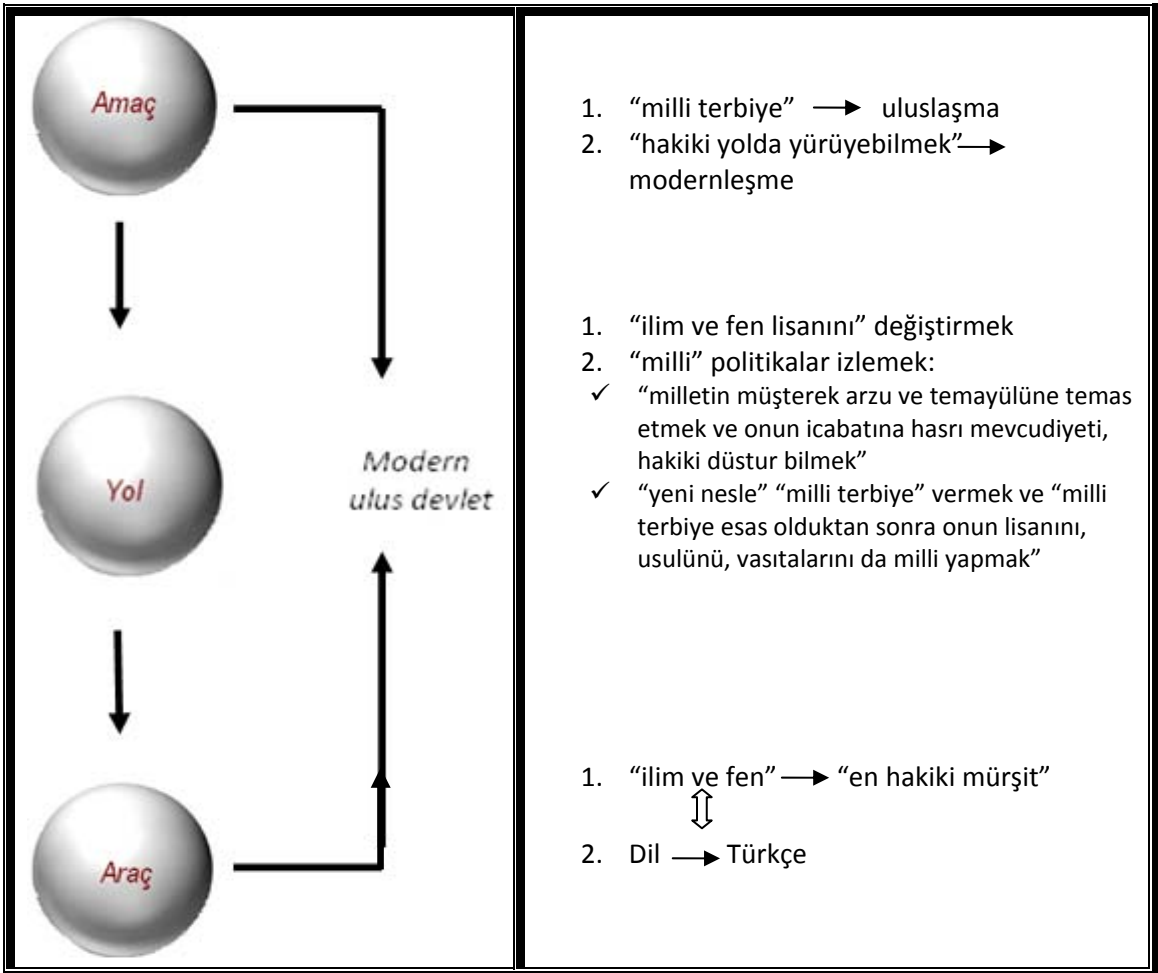 Amaç
Yol
Modern
ulus devlet
Araç
1. “milli terbiye” → uluslaşma
2. “hakiki yolda yürüyebilmek” →
modernleşme
1. “ilim ve fen lisanını” değiştirmek
2. “milli” politikalar izlemek:
✓ “milletin müşterek arzu ve temayülüne temas
etmek ve onun icabatına hasrı mevcudiyeti,
hakiki düstur bilmek”
✓ “yeni nesle” “milli terbiye” vermek ve “milli
terbiye esas olduktan sonra onun lisanını,
usulünü, vasıtalarını da milli yapmak”
1. “ilim ve fen” → “en hakiki mürşit”
⇕
2. Dil → Türkçe